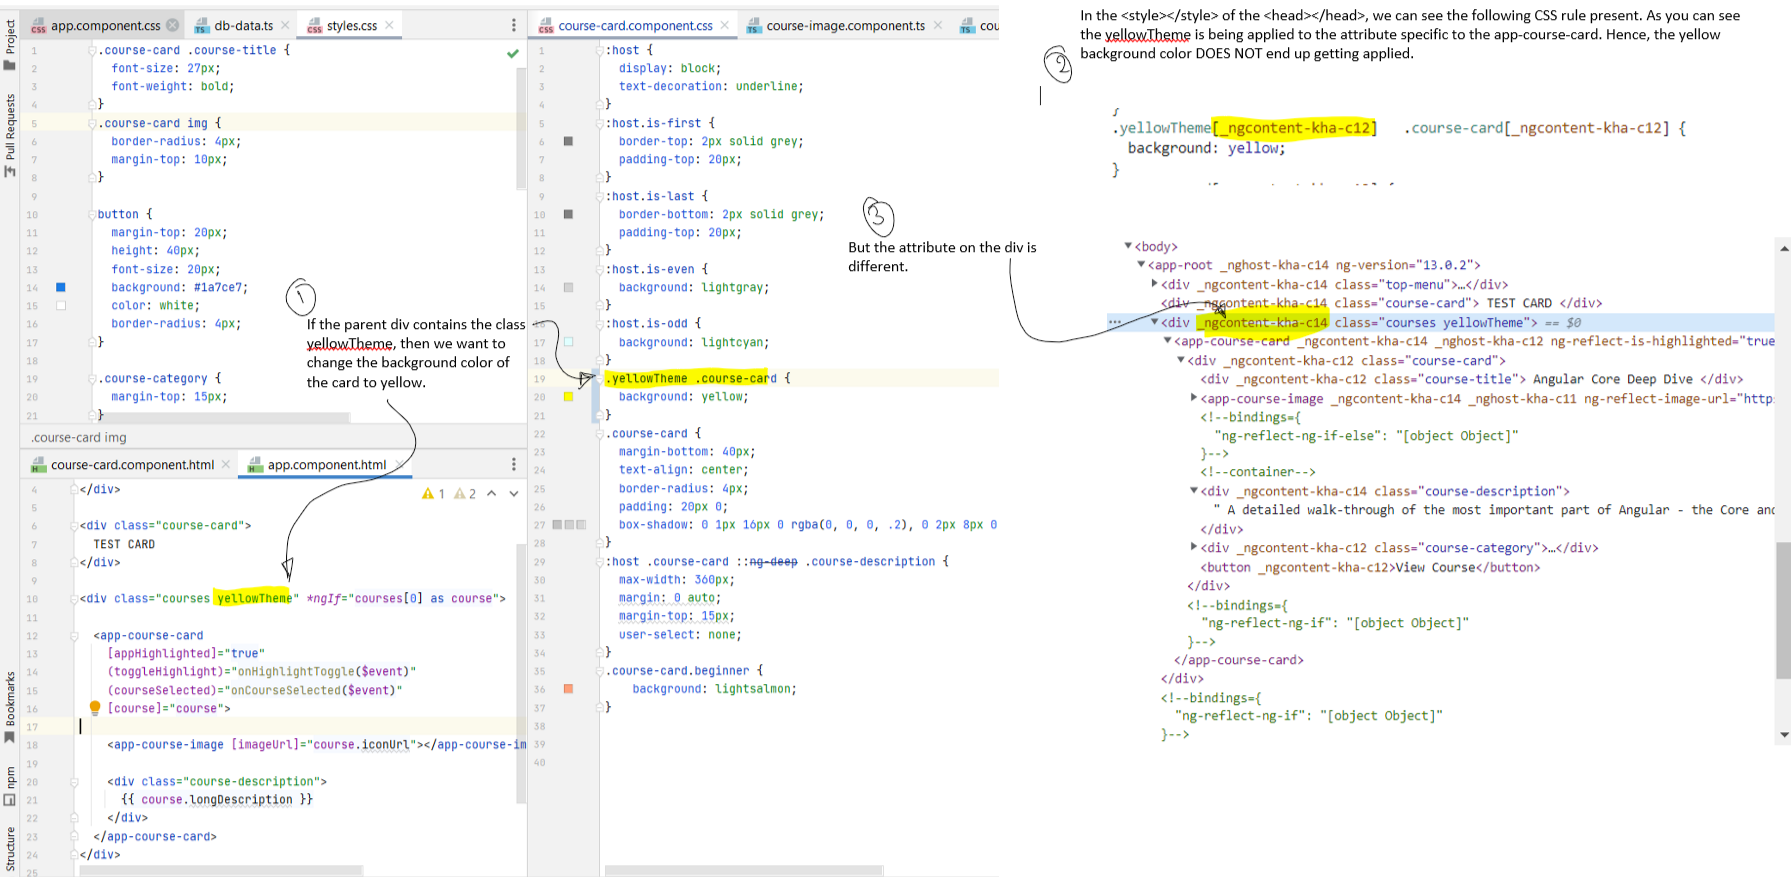 Project
Pull Requests
Bookmarks
npm
Structure
app.component.css
db-data.ts
styles.css
1 .course-card .course-title {
2 font-size: 27px;
3 font-weight: bold;
4 }
5 .course-card img {
6 border-radius: 4px;
7 margin-top: 10px;
8 }
9
10 button {
11 margin-top: 20px;
12 height: 40px;
13 font-size: 20px;
14 background: #1a7ce7;
15 color: white;
16 border-radius: 4px;
17 }
18
19 .course-category {
20 margin-top: 15px;
21 }
.course-card img
1
If the parent div contains the class
yellowTheme, then we want to
change the background color of
the card to yellow.
course-card.component.html
app.component.html
1 2
4 </div>
5
6 <div class="course-card">
7 TEST CARD
8 </div>
9
10 <div class="courses yellowTheme" *ngIf="courses[0] as course">
11
12 <app-course-card
13 [appHighlighted]="true"
14 (toggleHighlight)="onHighlightToggle($event)"
15 (courseSelected)="onCourseSelected($event)"
16 [course]="course">
17
18 <app-course-image [imageUrl]="course.iconUrl"></app-course-im
19
20 <div class="course-description">
21 {{ course.longDescription }}
22 </div>
23 </app-course-card>
24 </div>
25
course-card.component.css
course-image.component.ts
cou
1 :host {
2 display: block;
3 text-decoration: underline;
4 }
5 :host.is-first {
6 border-top: 2px solid grey;
7 padding-top: 20px;
8 }
9 :host.is-last {
10 border-bottom: 2px solid grey;
11 padding-top: 20px;
12 }
13 :host.is-even {
14 background: lightgray;
15 }
16 :host.is-odd {
17 background: lightcyan;
18 }
19 .yellowTheme .course-card {
20 background: yellow;
21 }
22 .course-card {
23 margin-bottom: 40px;
24 text-align: center;
25 border-radius: 4px;
26 padding: 20px 0;
27 box-shadow: 0 1px 16px 0 rgba(0, 0, 0, .2), 0 2px 8px 0
28 }
29 :host .course-card ::ng-deep .course-description {
30 max-width: 360px;
31 margin: 0 auto;
32 margin-top: 15px;
33 user-select: none;
34 }
35 .course-card.beginner {
36 background: lightsalmon;
37 }
38
39
40
3
But the attribute on the div is
different.
In the <style></style> of the <head></head>, we can see the following CSS rule present. As you can see
the yellowTheme is being applied to the attribute specific to the app-course-card. Hence, the yellow
background color DOES NOT end up getting applied.
2
.yellowTheme[_ngcontent-kha-c12] .course-card[_ngcontent-kha-c12] {
background: yellow;
}
<body>
<app-root _nghost-kha-c14 ng-version="13.0.2">
<div _ngcontent-kha-c14 class="top-menu">…</div>
<div _ngcontent-kha-c14 class="course-card"> TEST CARD </div>
<div _ngcontent-kha-c14 class="courses yellowTheme"> == $0
<app-course-card _ngcontent-kha-c14 _nghost-kha-c12 ng-reflect-is-highlighted="true
<div _ngcontent-kha-c12 class="course-card">
<div _ngcontent-kha-c12 class="course-title"> Angular Core Deep Dive </div>
<app-course-image _ngcontent-kha-c14 _nghost-kha-c11 ng-reflect-image-url="http
<!--bindings={
"ng-reflect-ng-if-else": "[object Object]"
}-->
<!--container-->
<div _ngcontent-kha-c14 class="course-description">
" A detailed walk-through of the most important part of Angular - the Core and
</div>
<div _ngcontent-kha-c12 class="course-category">…</div>
<button _ngcontent-kha-c12>View Course</button>
</div>
<!--bindings={
"ng-reflect-ng-if": "[object Object]"
}-->
</app-course-card>
</div>
<!--bindings={
"ng-reflect-ng-if": "[object Object]"
}-->